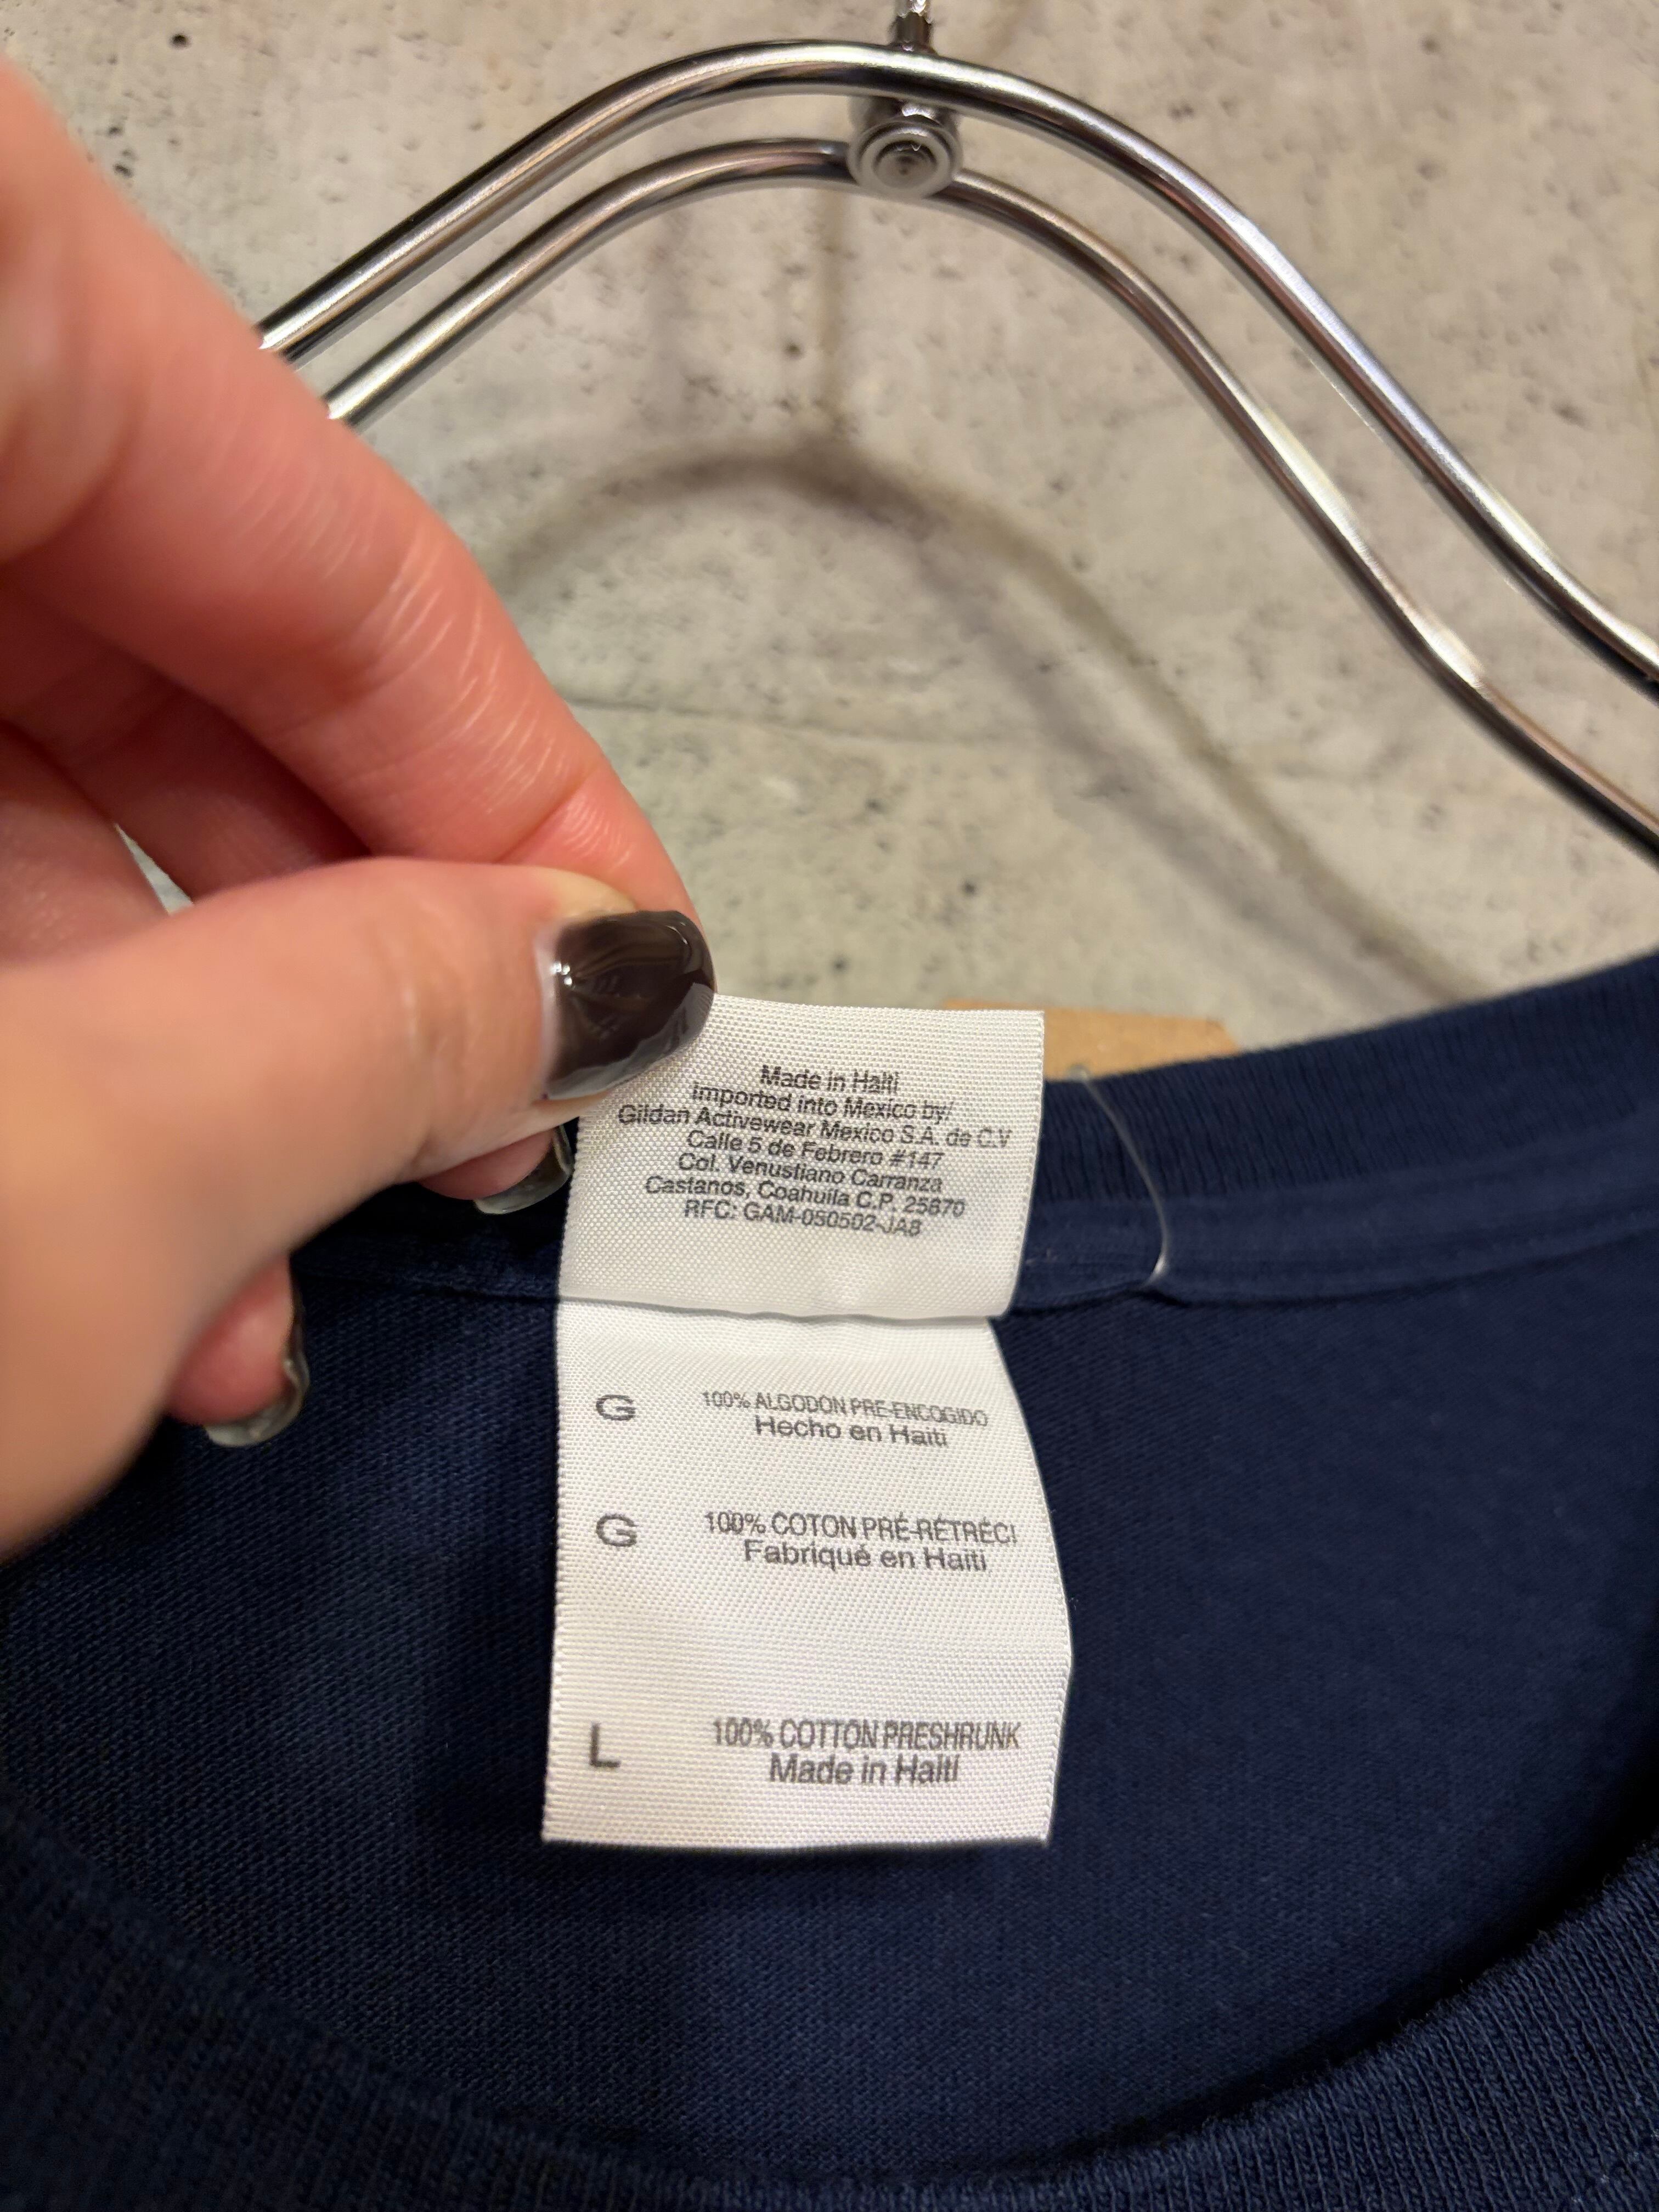 Made in Haiti
Imported into Mexico by/
Gildan Activewear Mexico S.A. de C.V
Calle 5 de Febrero #147
Col. Venustiano Carranza
Castanos, Coahuila C.P. 25870
RFC: GAM-050502-JA8
G 100% ALGODÓN PRE-ENCOGIDO
Hecho en Haiti
G 100% COTON PRÉ-RÉTRÉCI
Fabriqué en Haiti
L 100% COTTON PRESHRUNK
Made in Haiti